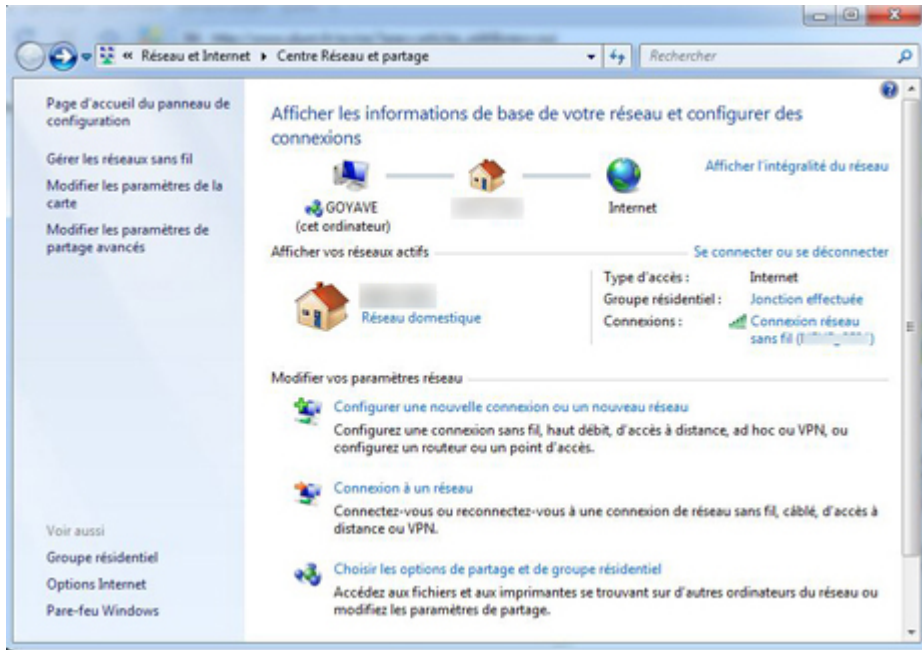 « Réseau et Internet ▸ Centre Réseau et partage
Rechercher
Page d'accueil du panneau de
configuration
Gérer les réseaux sans fil
Modifier les paramètres de la
carte
Modifier les paramètres de
partage avancés
Voir aussi
Groupe résidentiel
Options Internet
Pare-feu Windows
Afficher les informations de base de votre réseau et configurer des
connexions
Afficher l'intégralité du réseau
GOYAVE
(cet ordinateur)
Internet
Afficher vos réseaux actifs
Se connecter ou se déconnecter
Réseau domestique
Type d'accès : Internet
Groupe résidentiel : Jonction effectuée
Connexions : Connexion réseau
sans fil (
Modifier vos paramètres réseau
Configurer une nouvelle connexion ou un nouveau réseau
Configurez une connexion sans fil, haut débit, d'accès à distance, ad hoc ou VPN, ou
configurez un routeur ou un point d'accès.
Connexion à un réseau
Connectez-vous ou reconnectez-vous à une connexion de réseau sans fil, câblé, d'accès à
distance ou VPN.
Choisir les options de partage et de groupe résidentiel
Accédez aux fichiers et aux imprimantes se trouvant sur d'autres ordinateurs du réseau ou
modifiez les paramètres de partage.